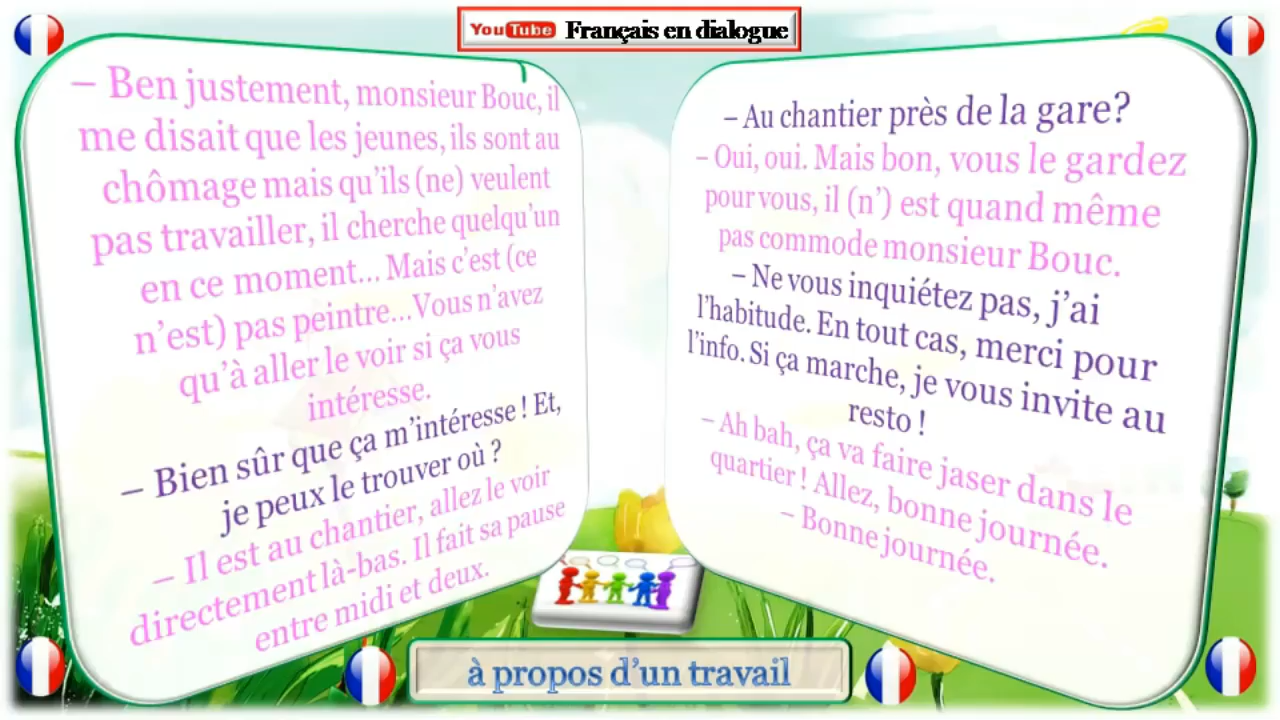 YouTube Français en dialogue
– Ben justement, monsieur Bouc, il
me disait que les jeunes, ils sont au
chômage mais qu’ils (ne) veulent
pas travailler, il cherche quelqu’un
en ce moment… Mais c’est (ce
n’est) pas peintre…Vous n’avez
qu’à aller le voir si ça vous
intéresse.
– Bien sûr que ça m’intéresse ! Et,
je peux le trouver où ?
– Il est au chantier, allez le voir
directement là-bas. Il fait sa pause
entre midi et deux.
– Au chantier près de la gare?
– Oui, oui. Mais bon, vous le gardez
pour vous, il (n’) est quand même
pas commode monsieur Bouc.
– Ne vous inquiétez pas, j’ai
l’habitude. En tout cas, merci pour
l’info. Si ça marche, je vous invite au
resto !
– Ah bah, ça va faire jaser dans le
quartier ! Allez, bonne journée.
– Bonne journée.
à propos d’un travail